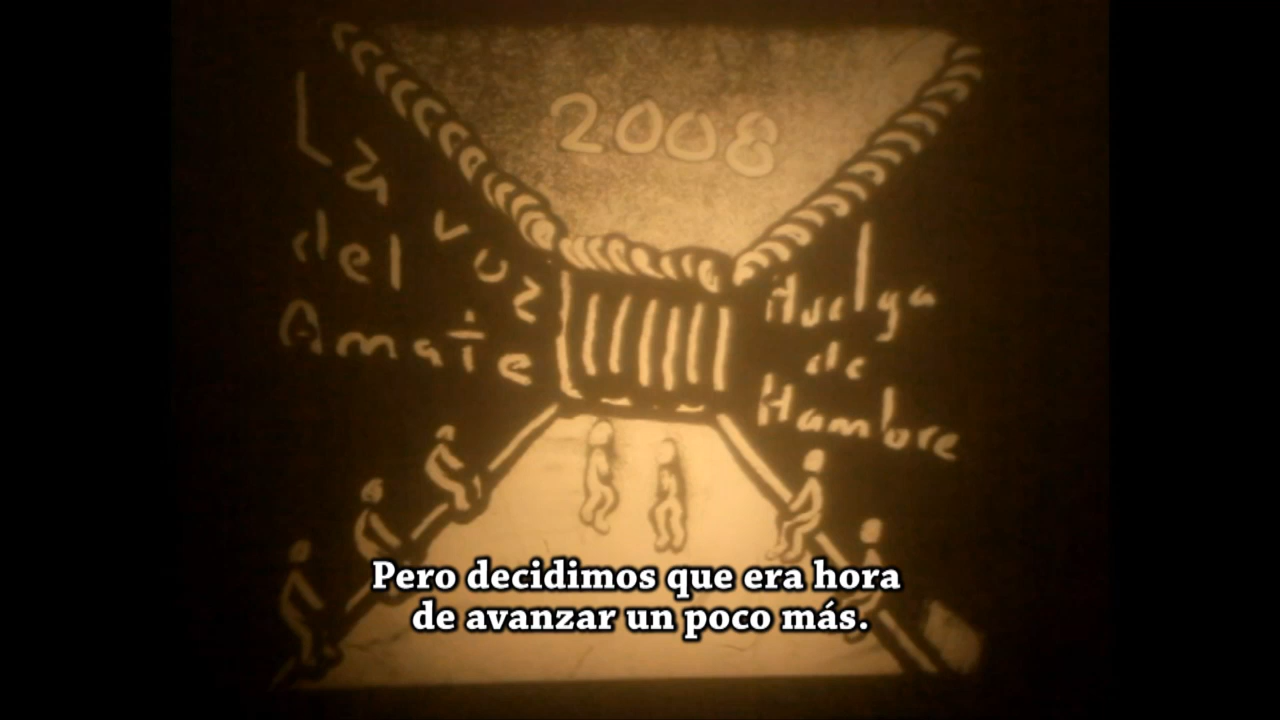 2008
La
voz
del
Amate
Huelga
de
Hambre
Pero decidimos que era hora
de avanzar un poco más.